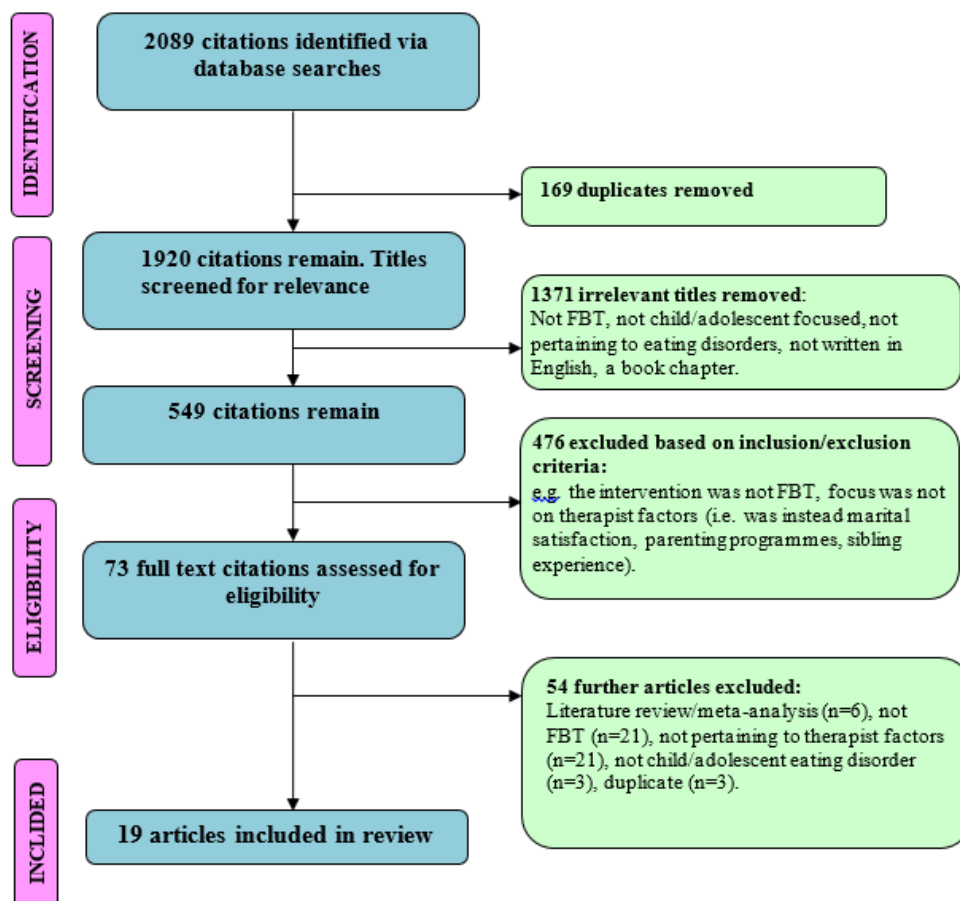 IDENTIFICATION
2089 citations identified via
database searches
169 duplicates removed
SCREENING
1920 citations remain. Titles
screened for relevance
1371 irrelevant titles removed:
Not FBT, not child/adolescent focused, not
pertaining to eating disorders, not written in
English, a book chapter.
549 citations remain
476 excluded based on inclusion/exclusion
criteria:
e.g. the intervention was not FBT, focus was not
on therapist factors (i.e. was instead marital
satisfaction, parenting programmes, sibling
experience).
ELIGIBILITY
73 full text citations assessed for
eligibility
54 further articles excluded:
Literature review/meta-analysis (n=6), not
FBT (n=21), not pertaining to therapist factors
(n=21), not child/adolescent eating disorder
(n=3), duplicate (n=3).
INCLIDED
19 articles included in review